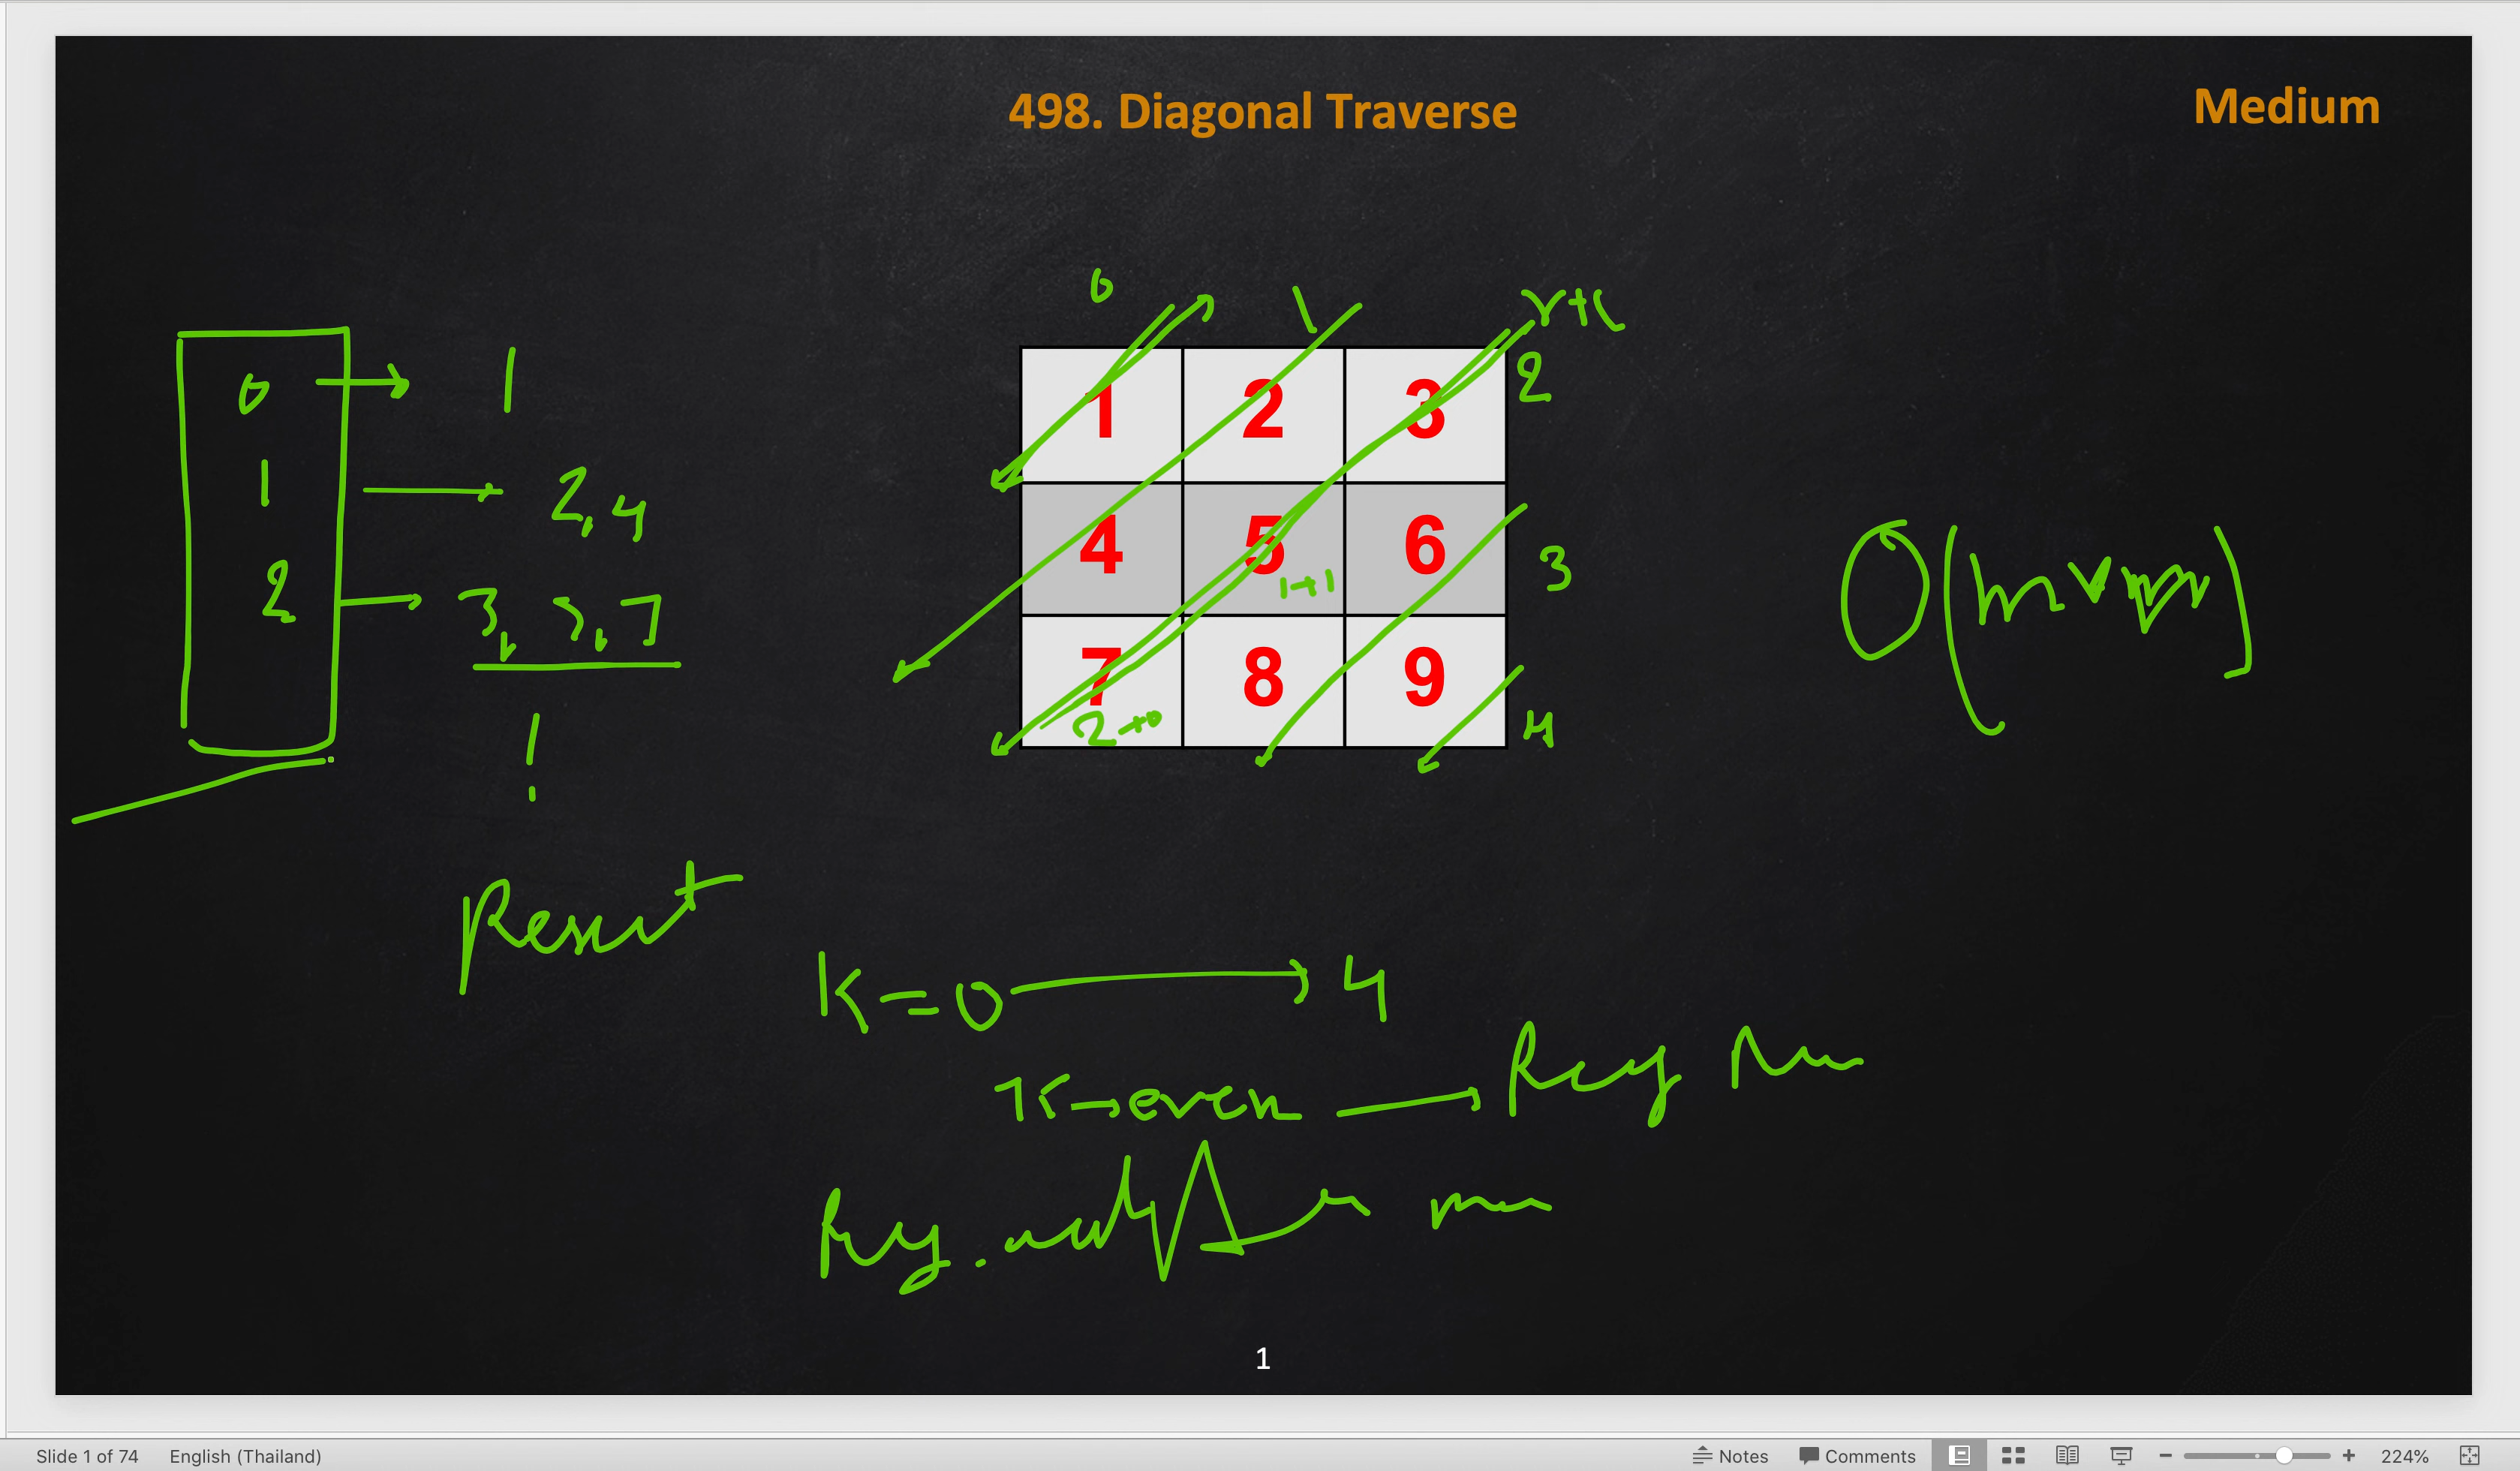 498. Diagonal Traverse
Medium
0 1 r+c
0 → 1
1 → 2, 4
2 → 3, 5, 7
Result
1 2 3 2
4 5 6 3
1+1
7 8 9 4
2+0
K=0 → 4
K → even →
1
Slide 1 of 74 English (Thailand) Notes Comments 224%